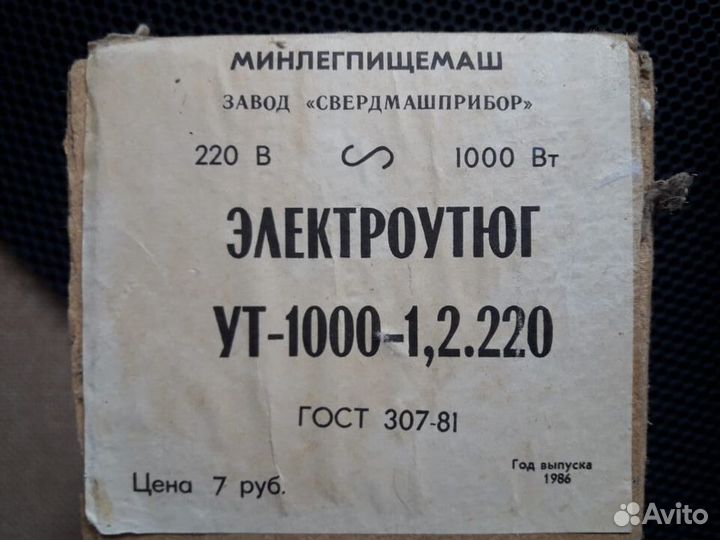 МИНЛЕГПИЩЕМАШ
ЗАВОД «СВЕРДМАШПРИБОР»
220 В 1000 Вт
ЭЛЕКТРОУТЮГ
УТ-1000-1,2.220
ГОСТ 307-81
Цена 7 руб.
Год выпуска
1986
Avito